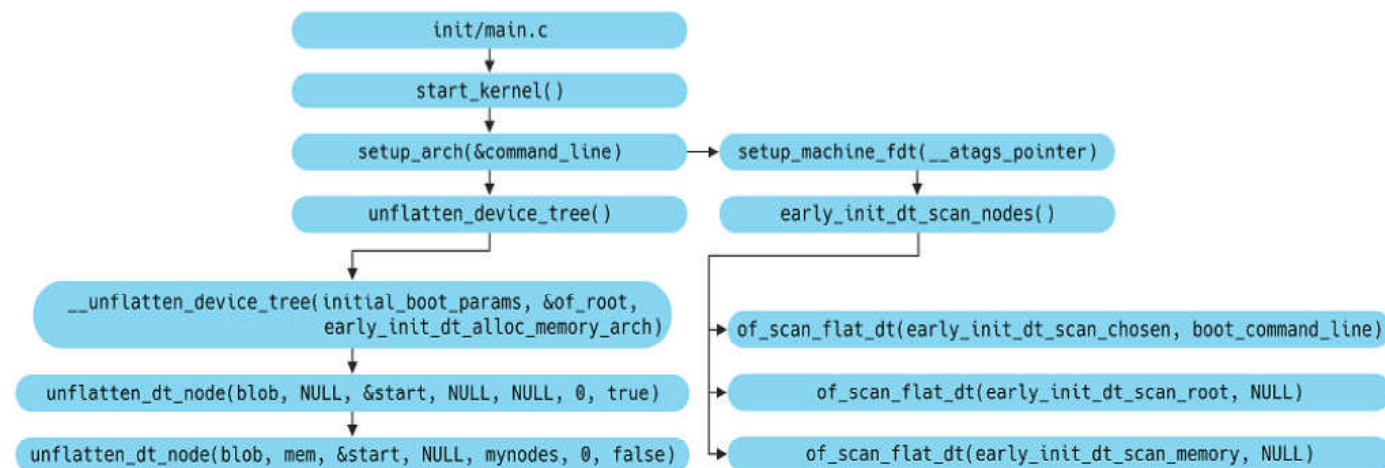 init/main.c
start_kernel()
setup_arch(&command_line)
setup_machine_fdt(__atags_pointer)
unflatten_device_tree()
early_init_dt_scan_nodes()
__unflatten_device_tree(initial_boot_params, &of_root,
early_init_dt_alloc_memory_arch)
of_scan_flat_dt(early_init_dt_scan_chosen, boot_command_line)
unflatten_dt_node(blob, NULL, &start, NULL, NULL, 0, true)
of_scan_flat_dt(early_init_dt_scan_root, NULL)
unflatten_dt_node(blob, mem, &start, NULL, mynodes, 0, false)
of_scan_flat_dt(early_init_dt_scan_memory, NULL)